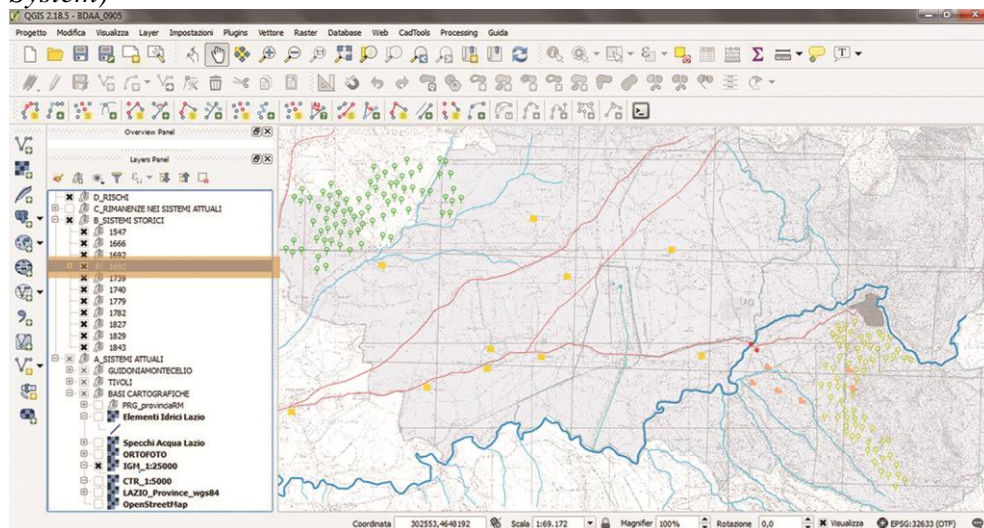 System)
QGIS 2.18.5 - BDAA_0905
Progetto Modifica Visualizza Layer Impostazioni Plugins Vettore Raster Database Web CadTools Processing Guida
Overview Panel
Layers Panel
D_RISCHI
C_RIMANENZE NEI SISTEMI ATTUALI
B_SISTEMI STORICI
1547
1666
1692
1693
1739
1740
1779
1782
1827
1829
1843
A_SISTEMI ATTUALI
GUIDONIAMONTECELIO
TIVOLI
BASI CARTOGRAFICHE
PRG_provinciaRM
Elementi Idrici Lazio
Specchi Acqua Lazio
ORTOFOTO
IGM_1:25000
CTR_1:5000
LAZIO_Province_wgs84
OpenStreetMap
Coordinata 302553,4648192 Scala 1:69.172 Magnifier 100% Rotazione 0,0 Visualizza EPSG:32633 (OTF)